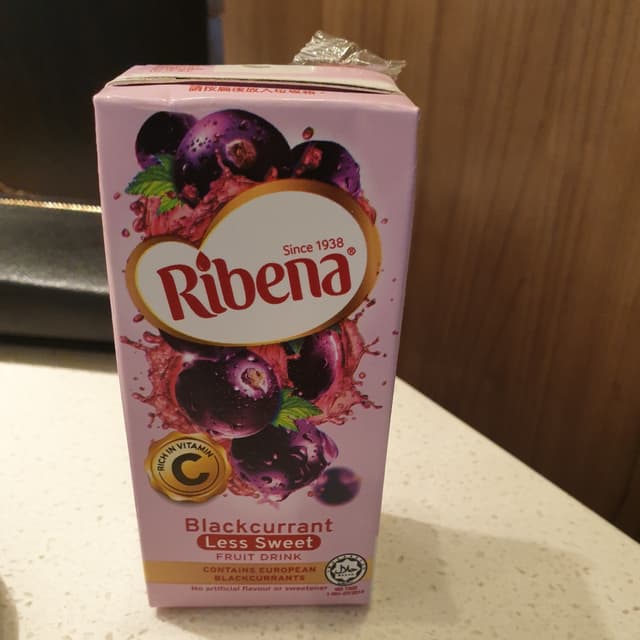 Since 1938
Ribena®
RICH IN VITAMIN
C
Blackcurrant
Less Sweet
FRUIT DRINK
CONTAINS EUROPEAN
BLACKCURRANTS
No artificial flavour or sweetener